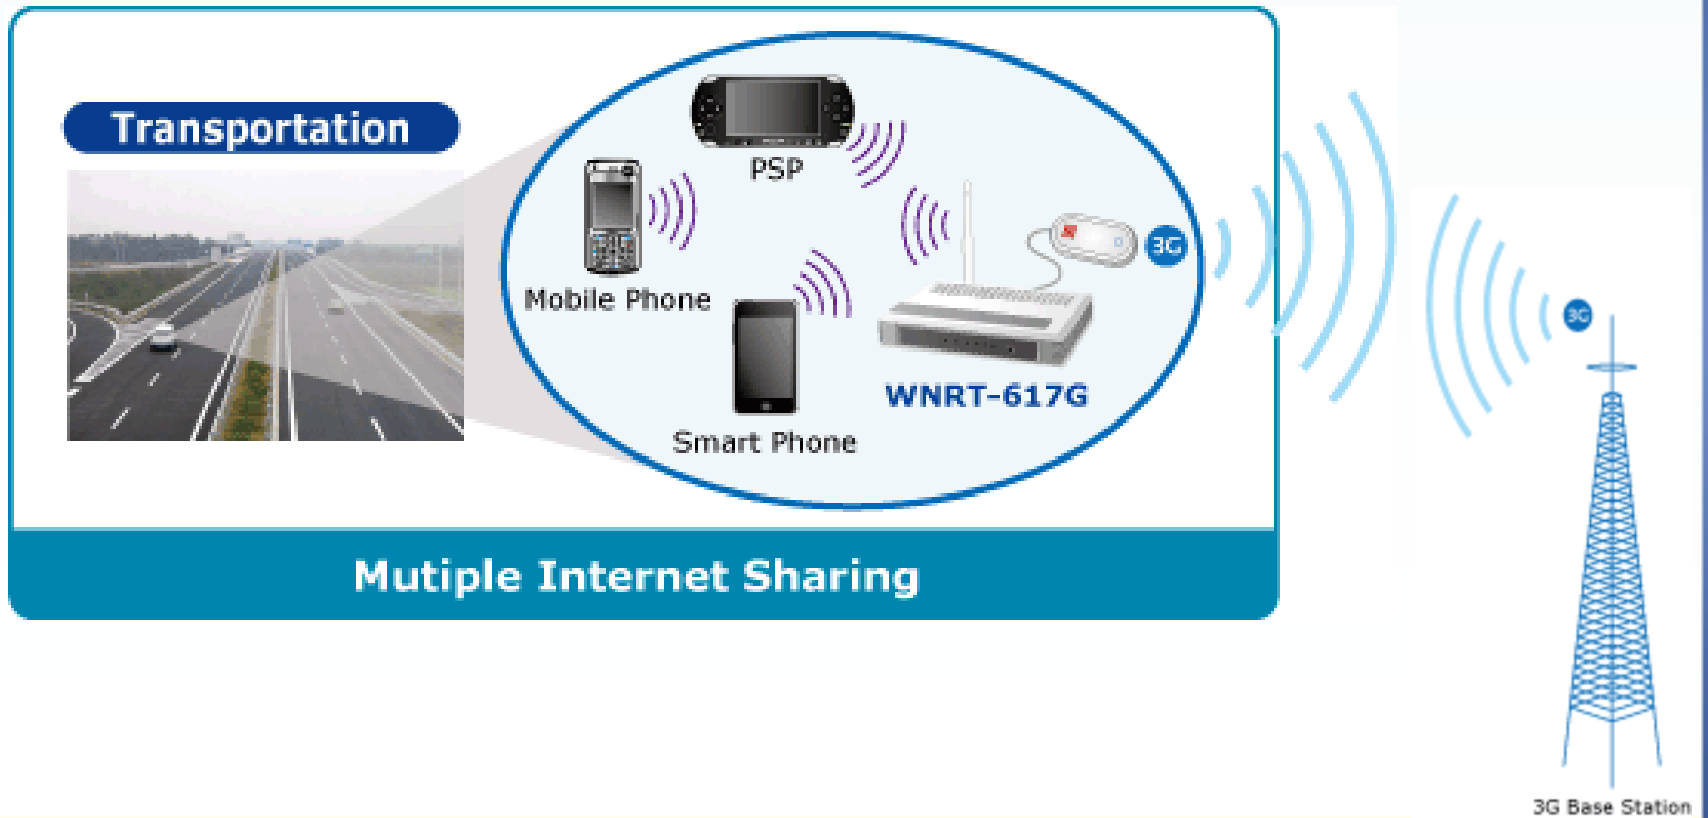 Transportation
PSP
Mobile Phone
3G
WNRT-617G
Smart Phone
Mutiple Internet Sharing
3G
3G Base Station